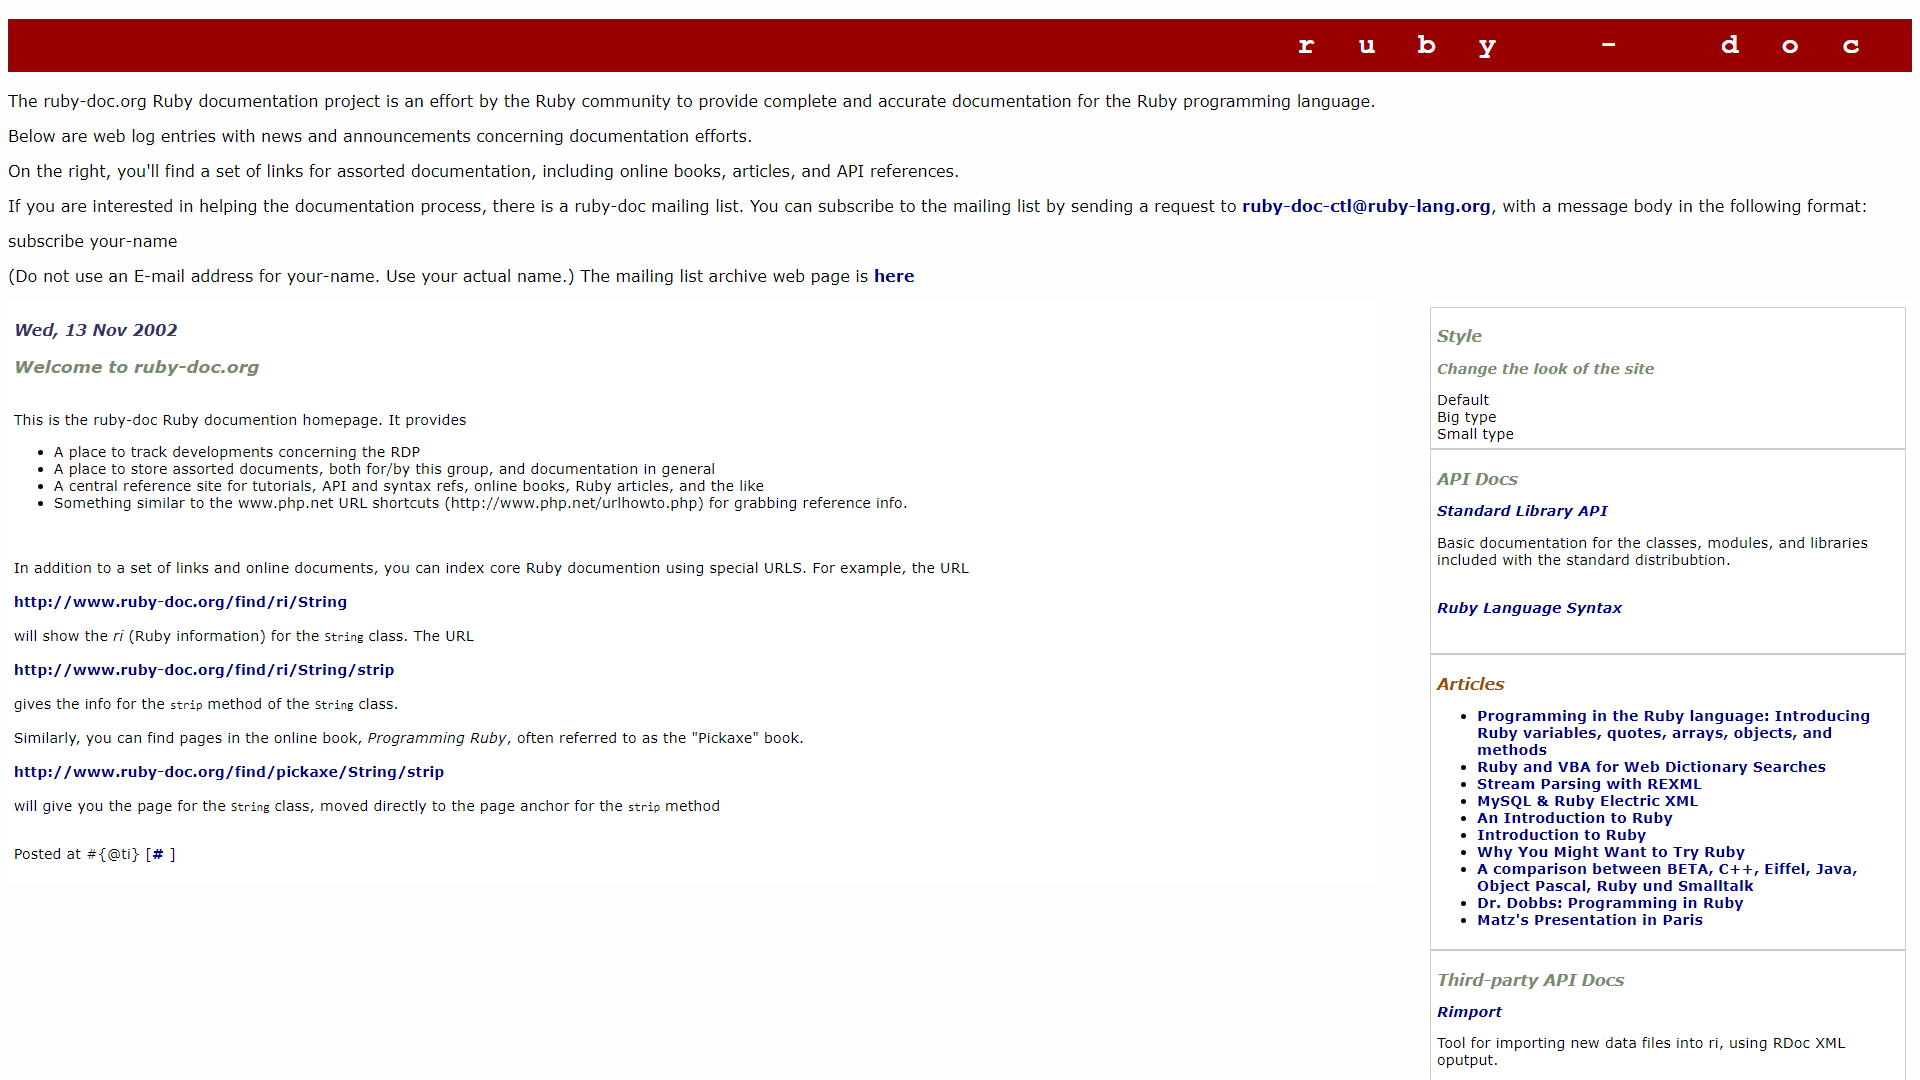 ruby-doc
The ruby-doc.org Ruby documentation project is an effort by the Ruby community to provide complete and accurate documentation for the Ruby programming language.
Below are web log entries with news and announcements concerning documentation efforts.
On the right, you'll find a set of links for assorted documentation, including online books, articles, and API references.
If you are interested in helping the documentation process, there is a ruby-doc mailing list. You can subscribe to the mailing list by sending a request to ruby-doc-ctl@ruby-lang.org, with a message body in the following format:
subscribe your-name
(Do not use an E-mail address for your-name. Use your actual name.) The mailing list archive web page is here
Wed, 13 Nov 2002
Welcome to ruby-doc.org
This is the ruby-doc Ruby documention homepage. It provides
• A place to track developments concerning the RDP
• A place to store assorted documents, both for/by this group, and documentation in general
• A central reference site for tutorials, API and syntax refs, online books, Ruby articles, and the like
• Something similar to the www.php.net URL shortcuts (http://www.php.net/urlhowto.php) for grabbing reference info.
In addition to a set of links and online documents, you can index core Ruby documention using special URLS. For example, the URL
http://www.ruby-doc.org/find/ri/String
will show the ri (Ruby information) for the String class. The URL
http://www.ruby-doc.org/find/ri/String/strip
gives the info for the strip method of the String class.
Similarly, you can find pages in the online book, Programming Ruby, often referred to as the "Pickaxe" book.
http://www.ruby-doc.org/find/pickaxe/String/strip
will give you the page for the String class, moved directly to the page anchor for the strip method
Posted at #{@ti} [# ]
Style
Change the look of the site
Default
Big type
Small type
API Docs
Standard Library API
Basic documentation for the classes, modules, and libraries
included with the standard distribubtion.
Ruby Language Syntax
Articles
• Programming in the Ruby language: Introducing
Ruby variables, quotes, arrays, objects, and
methods
• Ruby and VBA for Web Dictionary Searches
• Stream Parsing with REXML
• MySQL & Ruby Electric XML
• An Introduction to Ruby
• Introduction to Ruby
• Why You Might Want to Try Ruby
• A comparison between BETA, C++, Eiffel, Java,
Object Pascal, Ruby und Smalltalk
• Dr. Dobbs: Programming in Ruby
• Matz's Presentation in Paris
Third-party API Docs
Rimport
Tool for importing new data files into ri, using RDoc XML
oputput.